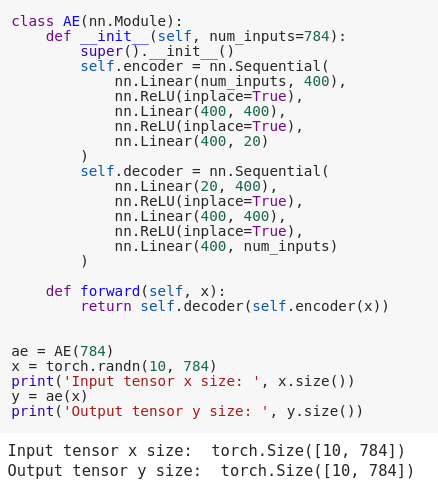 class AE(nn.Module):
    def __init__(self, num_inputs=784):
        super().__init__()
        self.encoder = nn.Sequential(
            nn.Linear(num_inputs, 400),
            nn.ReLU(inplace=True),
            nn.Linear(400, 400),
            nn.ReLU(inplace=True),
            nn.Linear(400, 20)
        )
        self.decoder = nn.Sequential(
            nn.Linear(20, 400),
            nn.ReLU(inplace=True),
            nn.Linear(400, 400),
            nn.ReLU(inplace=True),
            nn.Linear(400, num_inputs)
        )

    def forward(self, x):
        return self.decoder(self.encoder(x))


ae = AE(784)
x = torch.randn(10, 784)
print('Input tensor x size: ', x.size())
y = ae(x)
print('Output tensor y size: ', y.size())
Input tensor x size:  torch.Size([10, 784])
Output tensor y size:  torch.Size([10, 784])